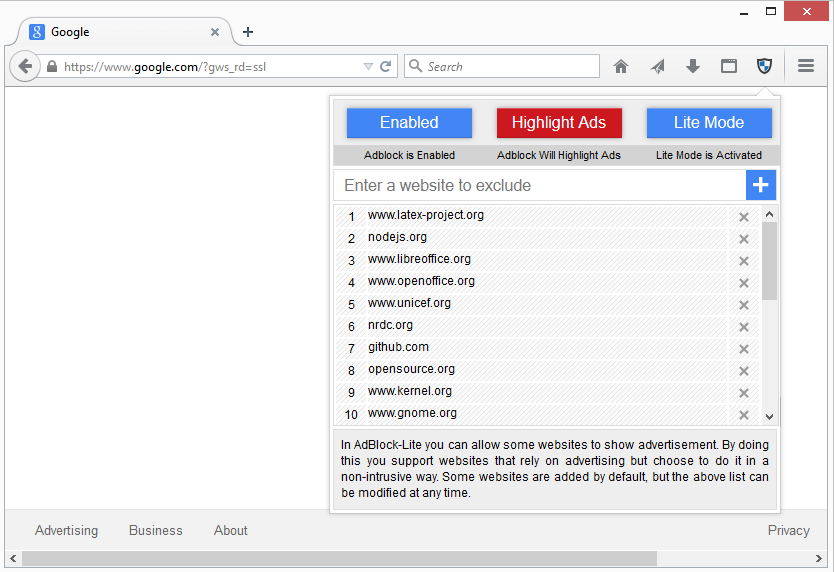 Google
https://www.google.com/?gws_rd=ssl
Search
Enabled Highlight Ads Lite Mode
Adblock is Enabled Adblock Will Highlight Ads Lite Mode is Activated
Enter a website to exclude
1 www.latex-project.org
2 nodejs.org
3 www.libreoffice.org
4 www.openoffice.org
5 www.unicef.org
6 nrdc.org
7 github.com
8 opensource.org
9 www.kernel.org
10 www.gnome.org
In AdBlock-Lite you can allow some websites to show advertisement. By doing
this you support websites that rely on advertising but choose to do it in a
non-intrusive way. Some websites are added by default, but the above list can
be modified at any time.
Advertising Business About Privacy